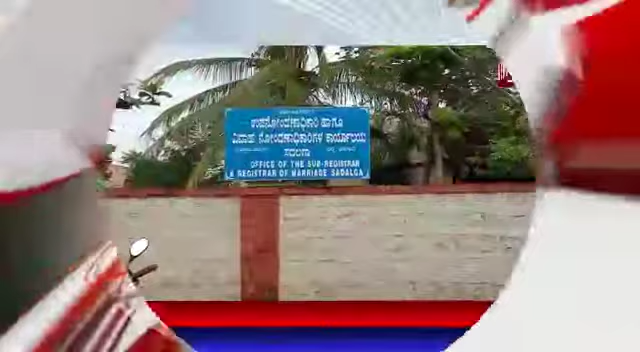 ಉಪನೋಂದಣಾಧಿಕಾರಿ ಹಾಗೂ
ವಿವಾಹ ನೋಂದಣಾಧಿಕಾರಿಗಳ ಕಾರ್ಯಾಲಯ
ಸದಲಗಾ
OFFICE OF THE SUB-REGISTRAR
& REGISTRAR OF MARRIAGE SADALGA